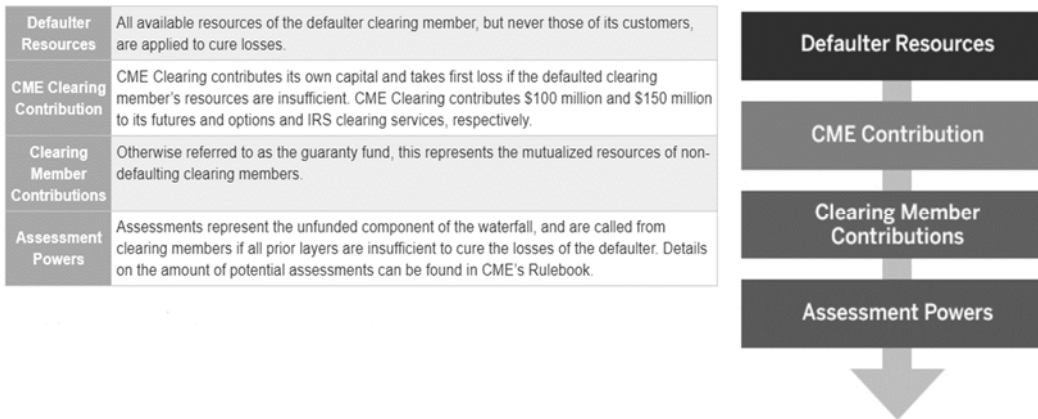 Defaulter
Resources
All available resources of the defaulter clearing member, but never those of its customers,
are applied to cure losses.
CME Clearing
Contribution
CME Clearing contributes its own capital and takes first loss if the defaulted clearing
member's resources are insufficient. CME Clearing contributes $100 million and $150 million
to its futures and options and IRS clearing services, respectively.
Clearing
Member
Contributions
Otherwise referred to as the guaranty fund, this represents the mutualized resources of non-
defaulting clearing members.
Assessment
Powers
Assessments represent the unfunded component of the waterfall, and are called from
clearing members if all prior layers are insufficient to cure the losses of the defaulter. Details
on the amount of potential assessments can be found in CME's Rulebook.
Defaulter Resources
CME Contribution
Clearing Member
Contributions
Assessment Powers